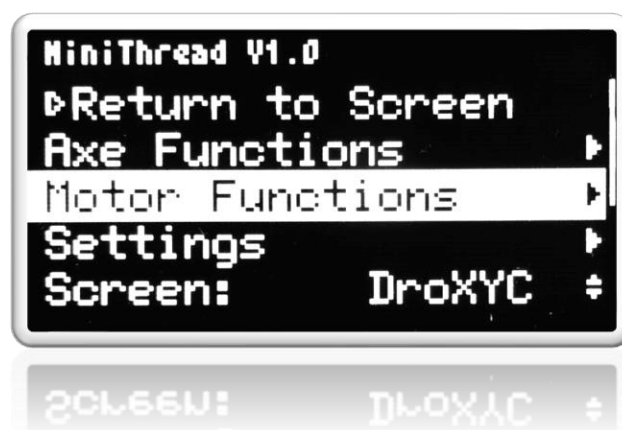 MiniThread V1.0
Return to Screen
Axe Functions
Motor Functions
Settings
Screen: DroXYC